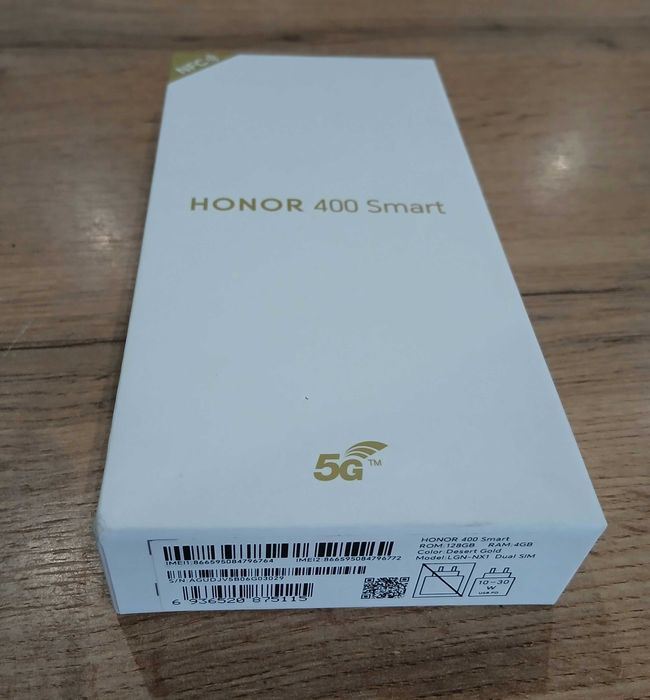 NFC-e
HONOR 400 Smart
5G™
HONOR 400 Smart
ROM:128GB RAM:4GB
Color:Desert Gold
Model:LGN-NX1 Dual SIM
IMEI1:866595084796764 IMEI2:866595084796772
S/N AGUDJV5B06G03029
6 936520 875115
10-30
W
USB PD